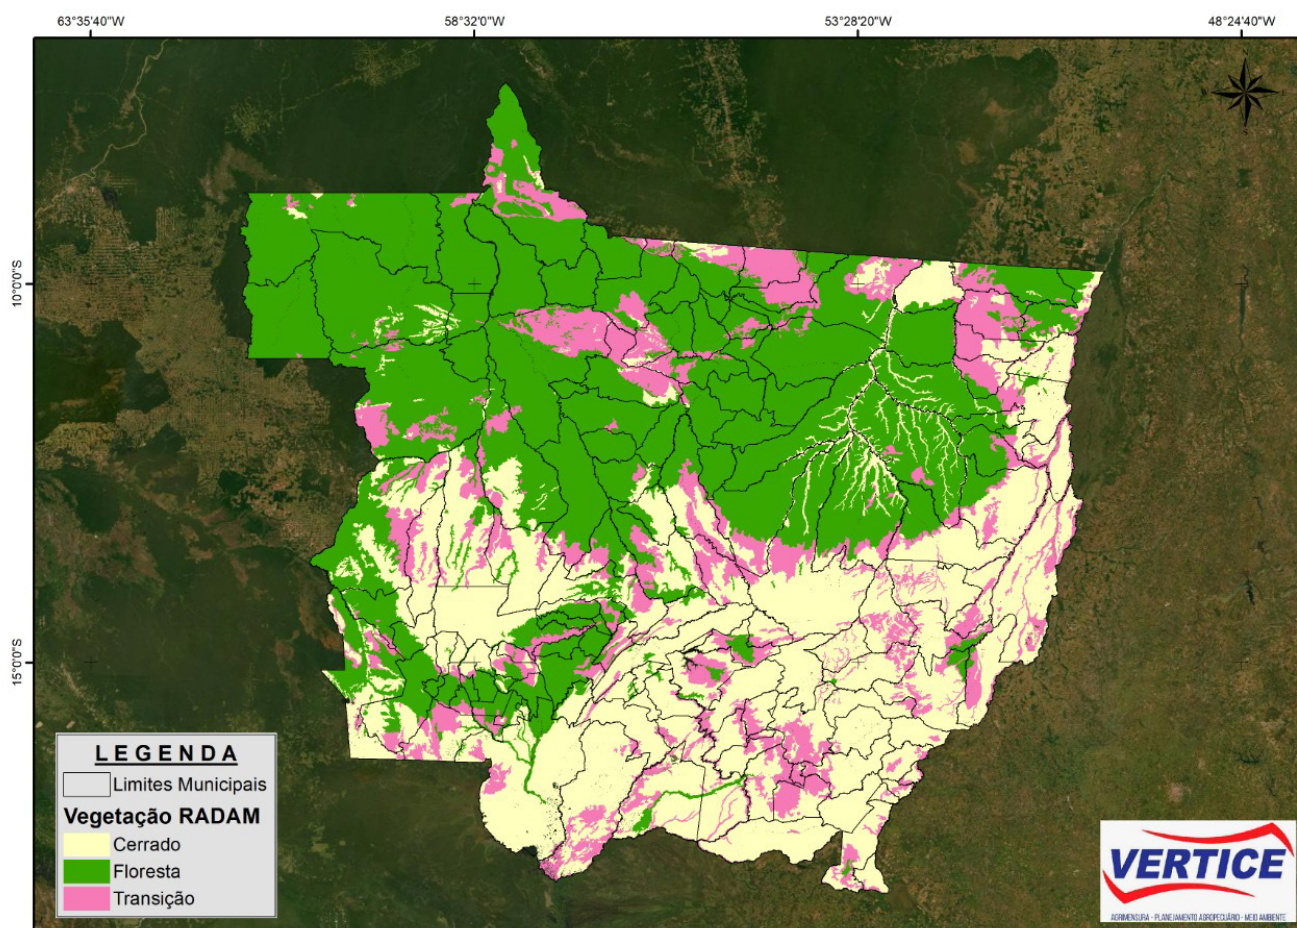 63°35'40"W 58°32'0"W 53°28'20"W 48°24'40"W
10°0'0"S
15°0'0"S
LEGENDA
Limites Municipais
Vegetação RADAM
Cerrado
Floresta
Transição
VERTICE
AGRIMENSURA - PLANEJAMENTO AGROPECUÁRIO - MEIO AMBIENTE